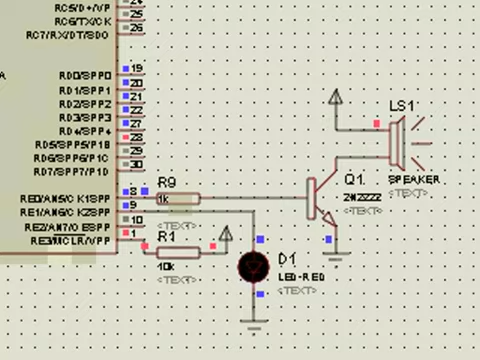 24
RC5/D+/VP
25
RC6/TX/CK
26
RC7/RX/DT/SDO
19
RD0/SPP0
20
RD1/SPP1
21
RD2/SPP2
22
RD3/SPP3
27
RD4/SPP4
28
RD5/SPP5/P1B
29
RD6/SPP6/P1C
30
RD7/SPP7/P1D
8
RE0/AN5/CK1SPP
9
RE1/AN6/CK2SPP
10
RE2/AN7/OESPP
1
RE3/MCLR/VPP
A
R9
1k
<TEXT>
R1
10k
<TEXT>
D1
LED-RED
<TEXT>
Q1
2N2222
<TEXT>
LS1
SPEAKER
<TEXT>